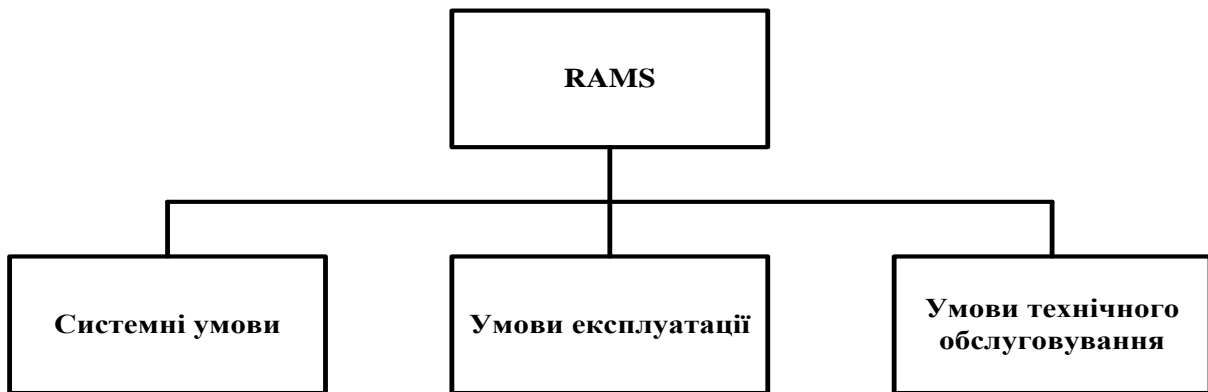 RAMS
Системні умови
Умови експлуатації
Умови технічного
обслуговування